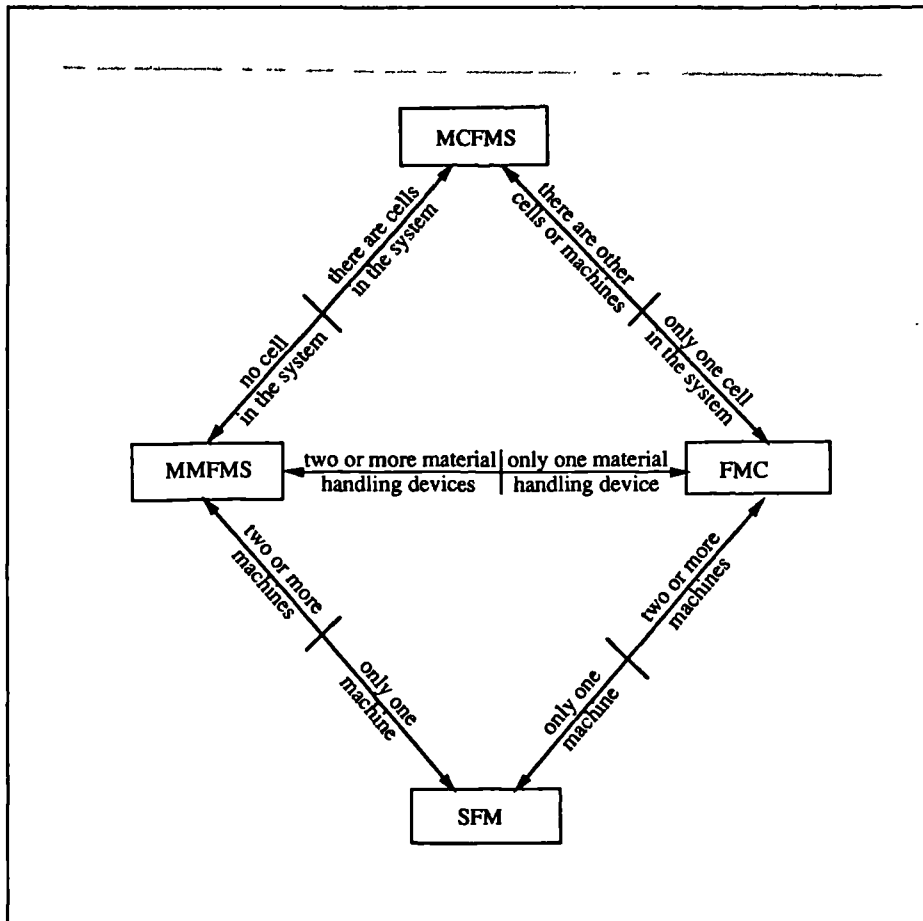 MCFMS
there are cells
in the system
there are other
cells or machines
no cell
in the system
only one cell
in the system
MMFMS
two or more material
handling devices
only one material
handling device
FMC
two or more
machines
two or more
machines
only one
machine
only one
machine
SFM